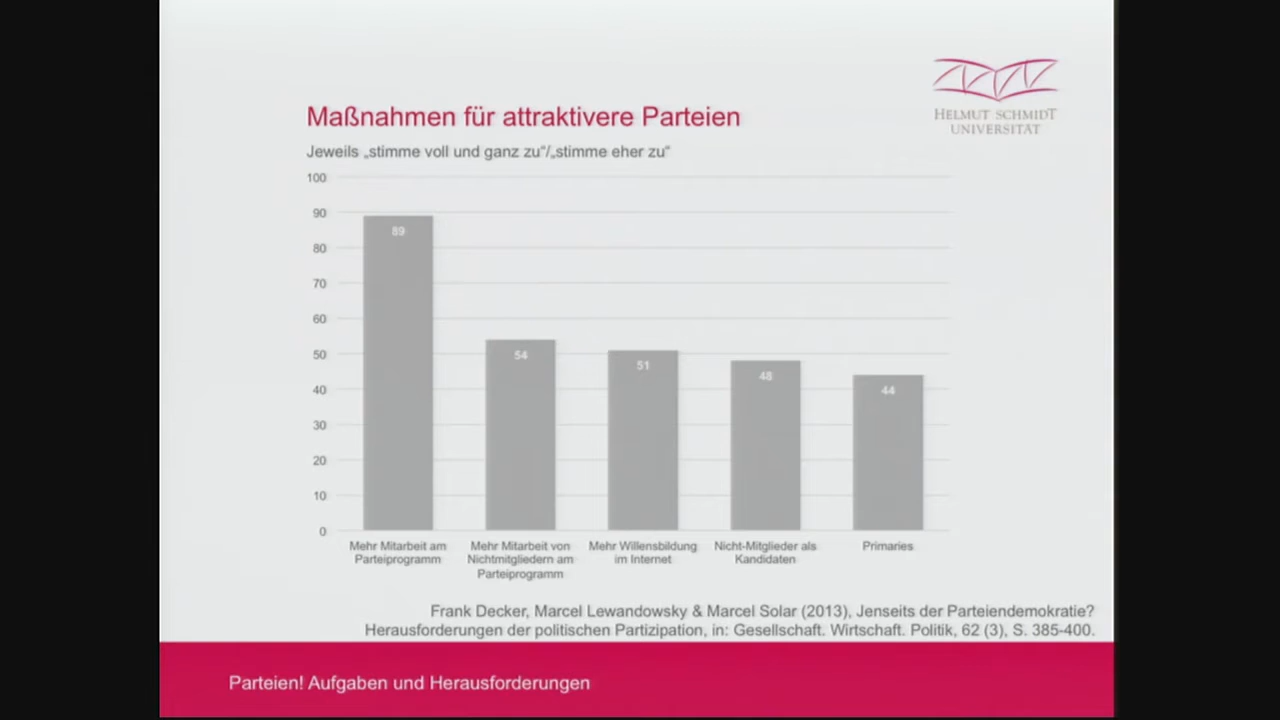 HELMUT SCHMIDT
UNIVERSITÄT
Maßnahmen für attraktivere Parteien
Jeweils „stimme voll und ganz zu“/„stimme eher zu“
100
90
80
70
60
50
40
30
20
10
0
89
54
51
48
44
Mehr Mitarbeit am
Parteiprogramm
Mehr Mitarbeit von
Nichtmitgliedern am
Parteiprogramm
Mehr Willensbildung
im Internet
Nicht-Mitglieder als
Kandidaten
Primaries
Frank Decker, Marcel Lewandowsky & Marcel Solar (2013), Jenseits der Parteiendemokratie?
Herausforderungen der politischen Partizipation, in: Gesellschaft. Wirtschaft. Politik, 62 (3), S. 385-400.
Parteien! Aufgaben und Herausforderungen